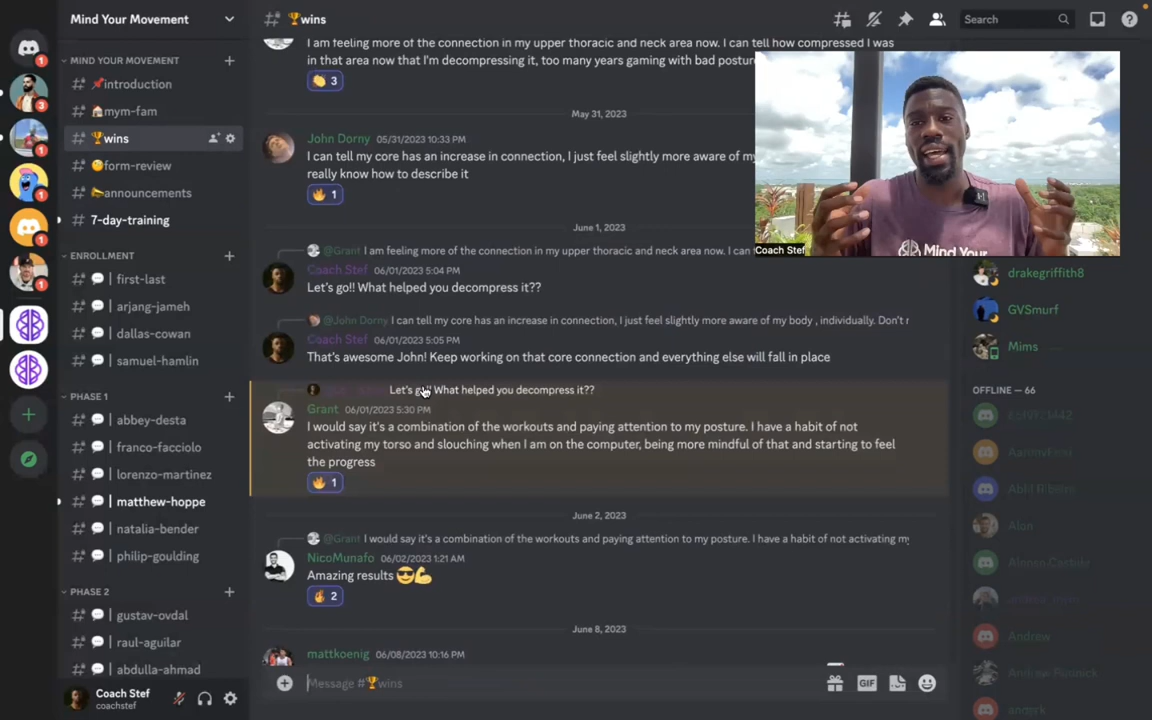 Mind Your Movement
MIND YOUR MOVEMENT
introduction
mym-fam
wins
form-review
announcements
7-day-training
ENROLLMENT
first-last
arjang-jameh
dallas-cowan
samuel-hamlin
PHASE 1
abbey-desta
franco-facciolo
lorenzo-martinez
matthew-hoppe
natalia-bender
philip-goulding
PHASE 2
gustav-ovdal
raul-aguilar
abdulla-ahmad
Coach Stef
coachstef
wins
Search
I am feeling more of the connection in my upper thoracic and neck area now. I can tell how compressed I was
in that area now that I'm decompressing it, too many years gaming with bad posture
3
May 31, 2023
John Dorny 05/31/2023 10:33 PM
I can tell my core has an increase in connection, I just feel slightly more aware of my
really know how to describe it
1
June 1, 2023
@Grant I am feeling more of the connection in my upper thoracic and neck area now. I can
Coach Stef 06/01/2023 5:04 PM
Let's go!! What helped you decompress it??
@John Dorny I can tell my core has an increase in connection, I just feel slightly more aware of my body , individually. Don't r
Coach Stef 06/01/2023 5:05 PM
That's awesome John! Keep working on that core connection and everything else will fall in place
Let's go!! What helped you decompress it??
Grant 06/01/2023 5:30 PM
I would say it's a combination of the workouts and paying attention to my posture. I have a habit of not
activating my torso and slouching when I am on the computer, being more mindful of that and starting to feel
the progress
1
June 2, 2023
@Grant I would say it's a combination of the workouts and paying attention to my posture. I have a habit of not activating my
NicoMunafo 06/02/2023 1:21 AM
Amazing results
2
June 8, 2023
mattkoenig 06/08/2023 10:16 PM
Message # wins
GIF
Mind Your
Coach Stef
drakegriffith8
GVSmurf
Mims
OFFLINE — 66
Alon
Andrew